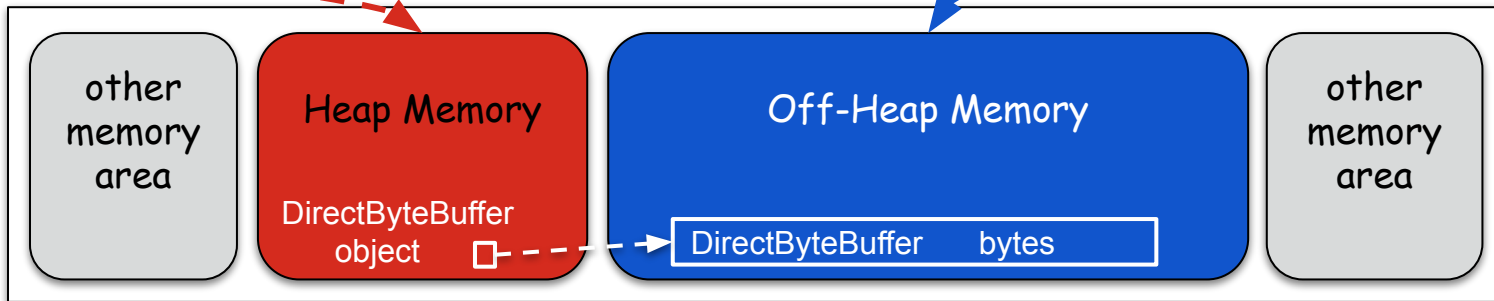 other
memory
area
Heap Memory
DirectByteBuffer
object
Off-Heap Memory
DirectByteBuffer bytes
other
memory
area